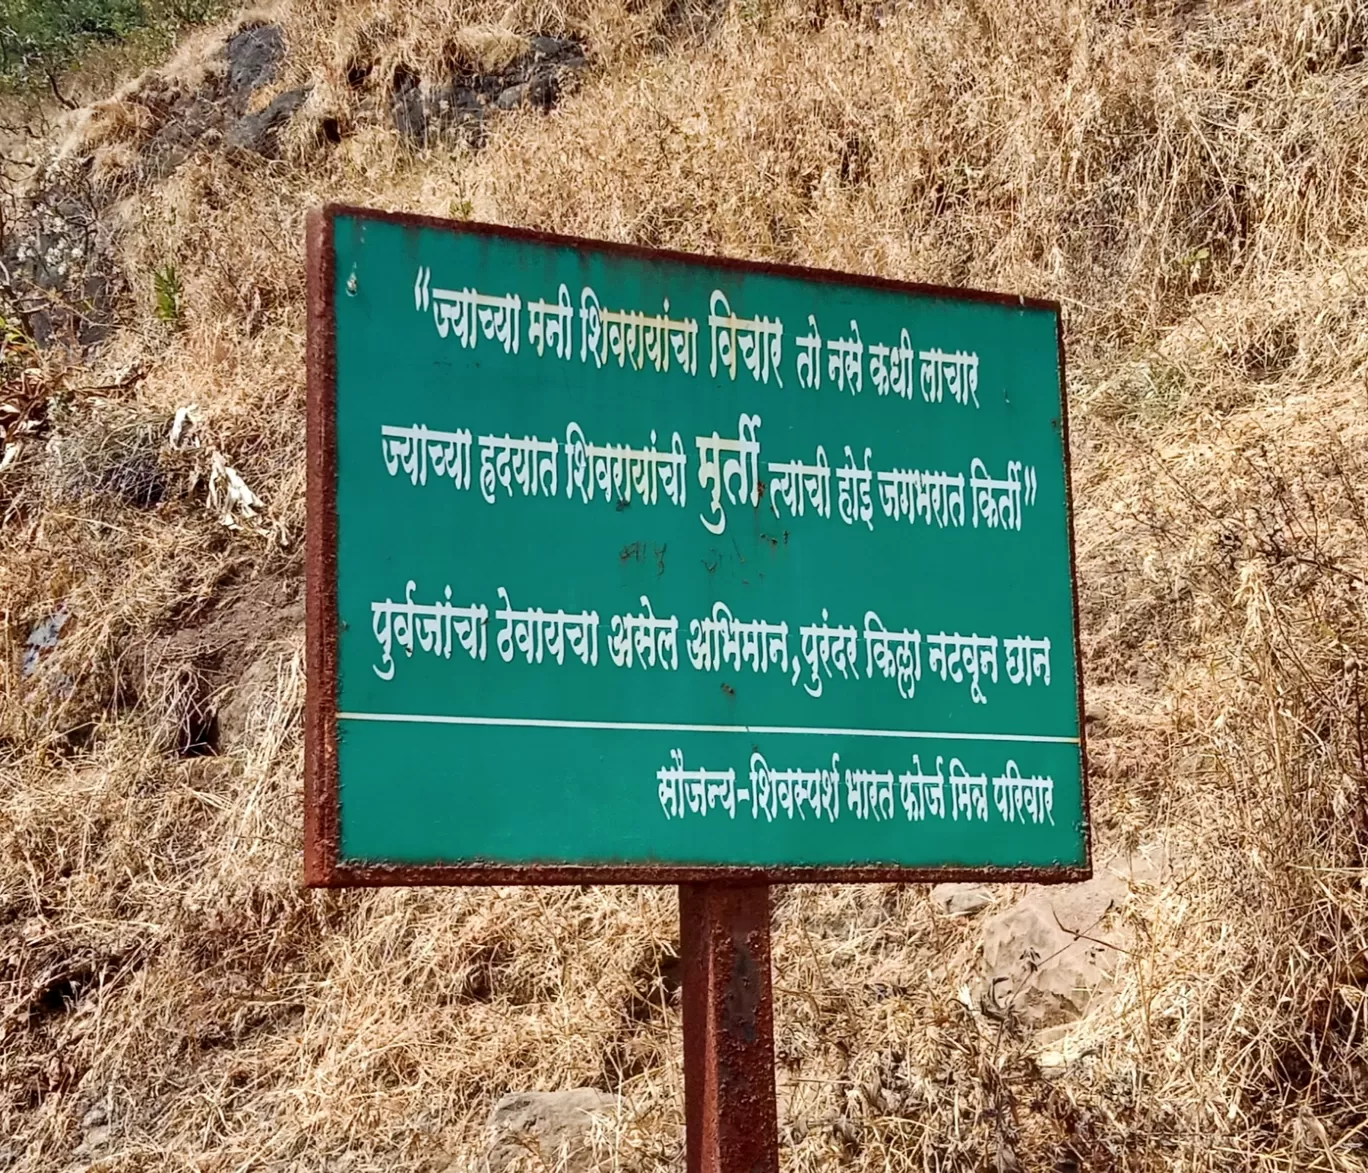 “ज्याच्या मनी शिवरायांचा विचार तो नसे कधी लाचार
ज्याच्या हृदयात शिवरायांची मुर्ती त्याची होई जगभरात किर्ती”
पुर्वजांचा ठेवायचा असेल अभिमान,पुरंदर किल्ला नटवून छान
सौजन्य-शिवस्पर्श भारत फोर्ज मित्र परिवार